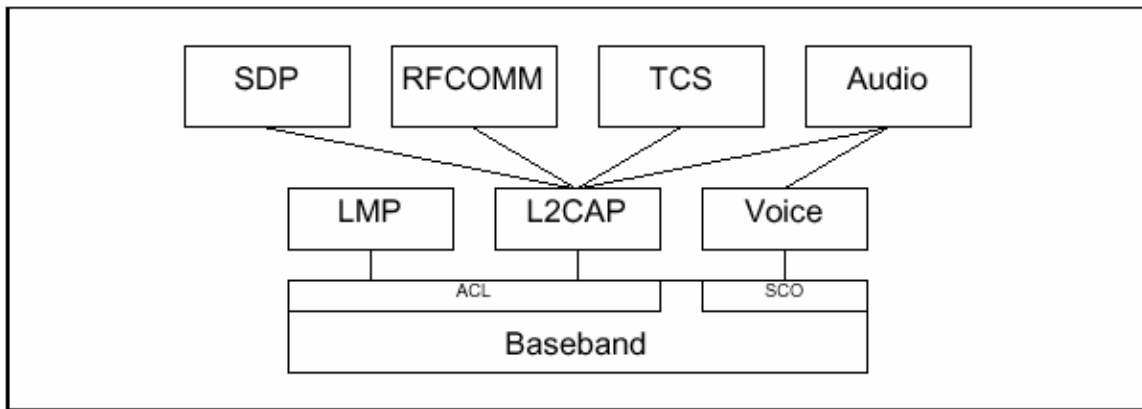 SDP
RFCOMM
TCS
Audio
LMP
L2CAP
Voice
ACL
SCO
Baseband